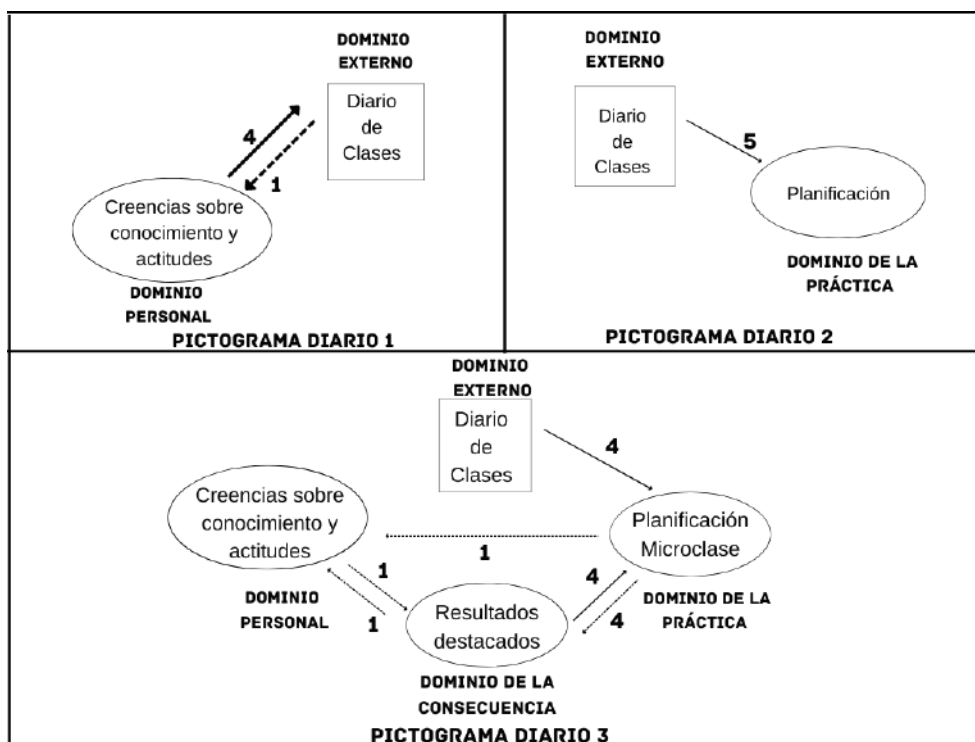 DOMINIO
EXTERNO
Diario
de
Clases
4
1
Creencias sobre
conocimiento y
actitudes
DOMINIO
PERSONAL
PICTOGRAMA DIARIO 1
DOMINIO
EXTERNO
Diario
de
Clases
5
Planificación
DOMINIO DE LA
PRÁCTICA
PICTOGRAMA DIARIO 2
DOMINIO
EXTERNO
Diario
de
Clases
4
Creencias sobre
conocimiento y
actitudes
Planificación
Microclase
1
1
4
DOMINIO
PERSONAL
1
Resultados
destacados
4
DOMINIO DE LA
PRÁCTICA
DOMINIO DE LA
CONSECUENCIA
PICTOGRAMA DIARIO 3